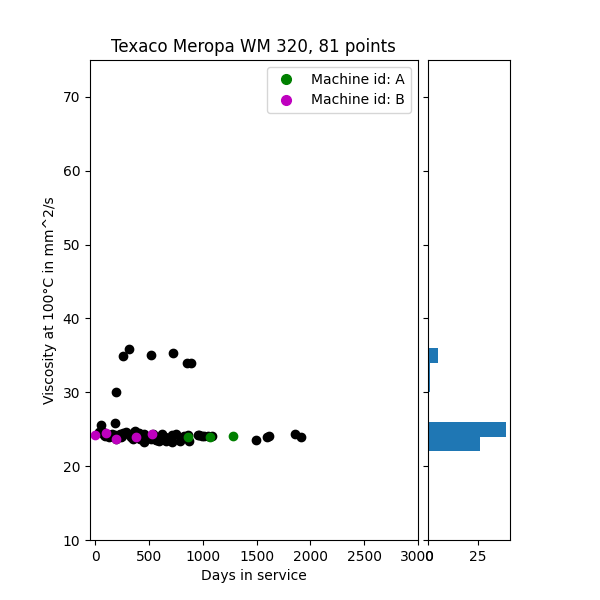 Texaco Meropa WM 320, 81 points
Machine id: A
Machine id: B
Viscosity at 100°C in mm^2/s
70
60
50
40
30
20
10
0 500 1000 1500 2000 2500 3000
0 25
Days in service